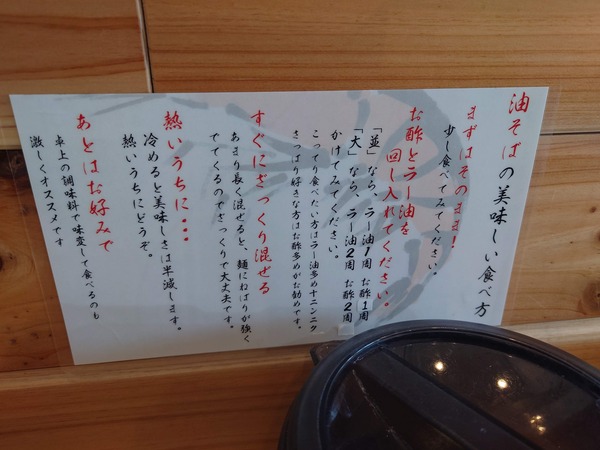 油そばの美味しい食べ方
まずはそのまま!
少し食べてみてください。
お酢とラー油を
回し入れてください。
「並」なら、ラー油1周 お酢1周
「大」なら、ラー油2周 お酢2周
かけてみてください。
こってり食べたい方はラー油多め+ニンニク
さっぱり好きな方はお酢多めがお勧めです。
すぐにざっくり混ぜる
あまり長く混ぜると、麺にねばりが強く
でてくるのでざっくりで大丈夫です。
熱いうちに・・・
冷めると美味しさは半減します。
熱いうちにどうぞ。
あとはお好みで
卓上の調味料で味変して食べるのも
激しくオススメです